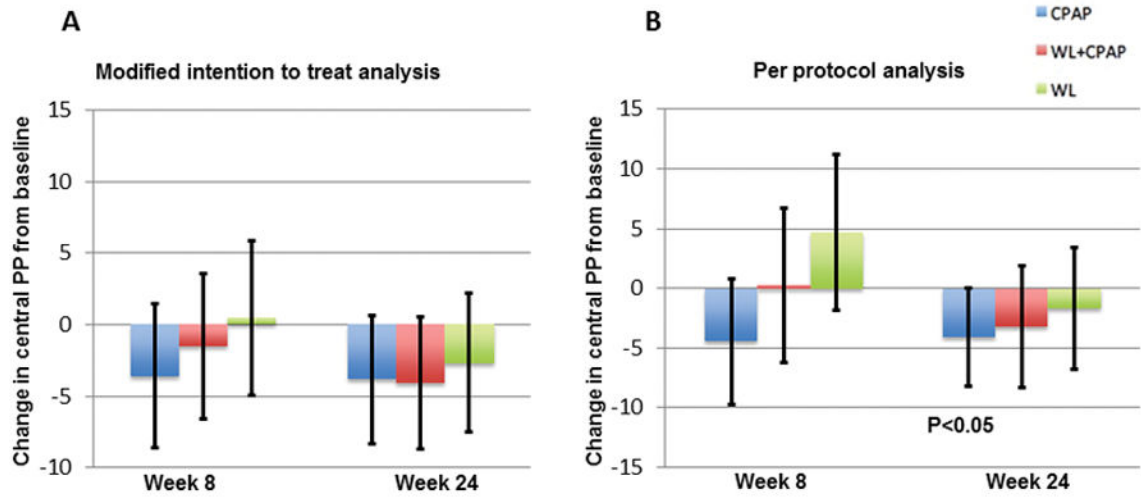 A
Modified intention to treat analysis
Change in central PP from baseline
15
10
5
0
-5
-10
Week 8
Week 24
B
Per protocol analysis
CPAP
WL+CPAP
WL
Change in central PP from baseline
15
10
5
0
-5
-10
-15
P<0.05
Week 8
Week 24